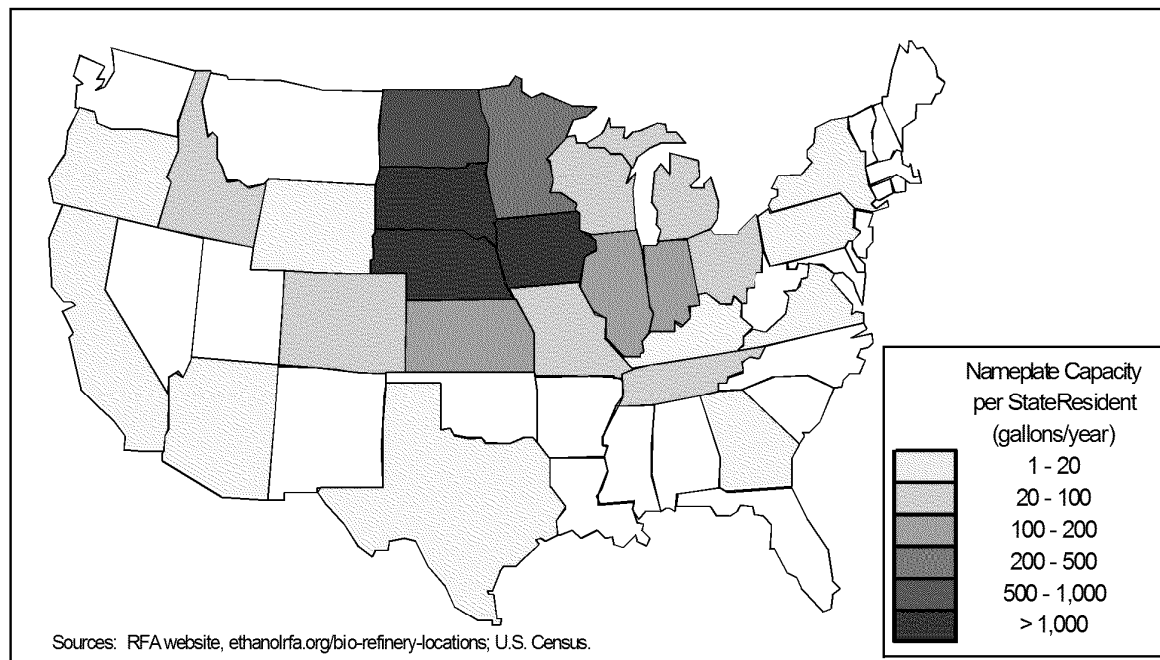 Nameplate Capacity
per StateResident
(gallons/year)
1 - 20
20 - 100
100 - 200
200 - 500
500 - 1,000
> 1,000
Sources: RFA website, ethanolrfa.org/bio-refinery-locations; U.S. Census.